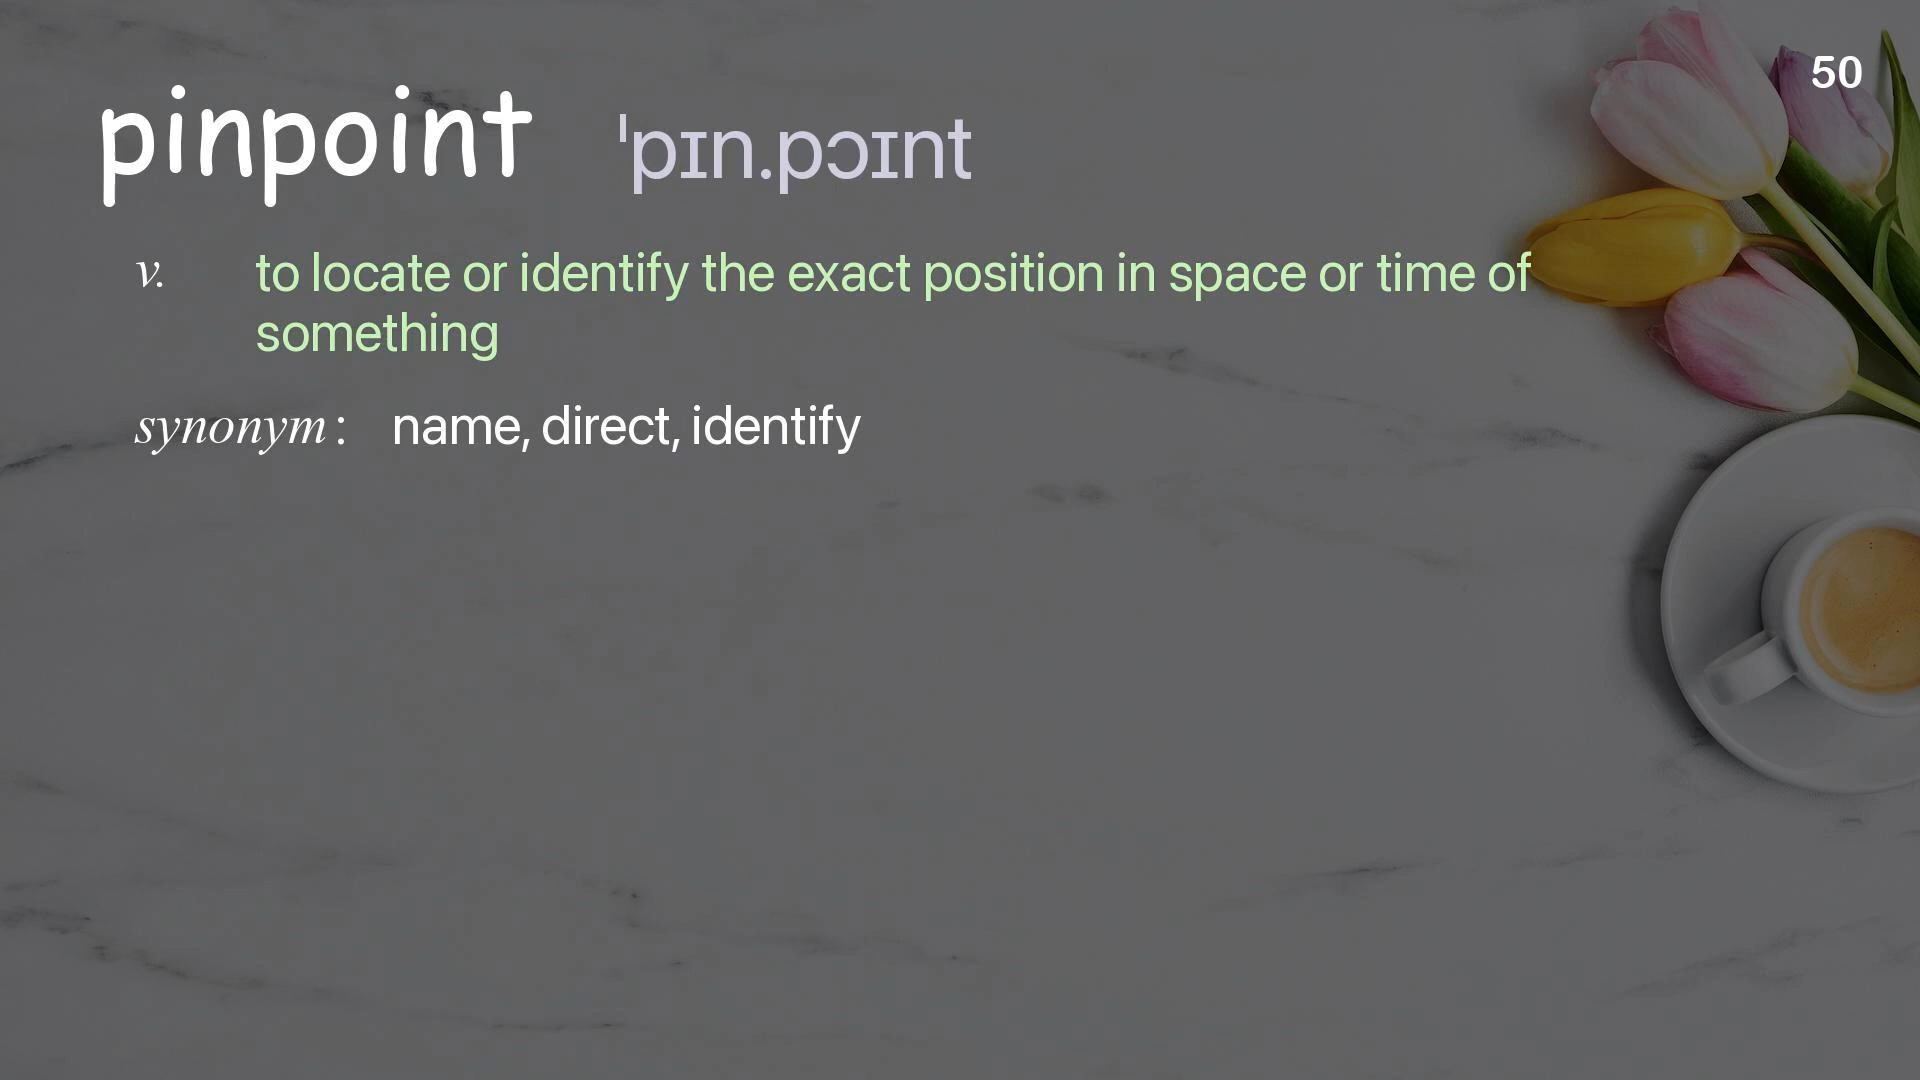 50
pinpoint ˈpɪn.pɔɪnt
v. to locate or identify the exact position in space or time of
something
synonym : name, direct, identify